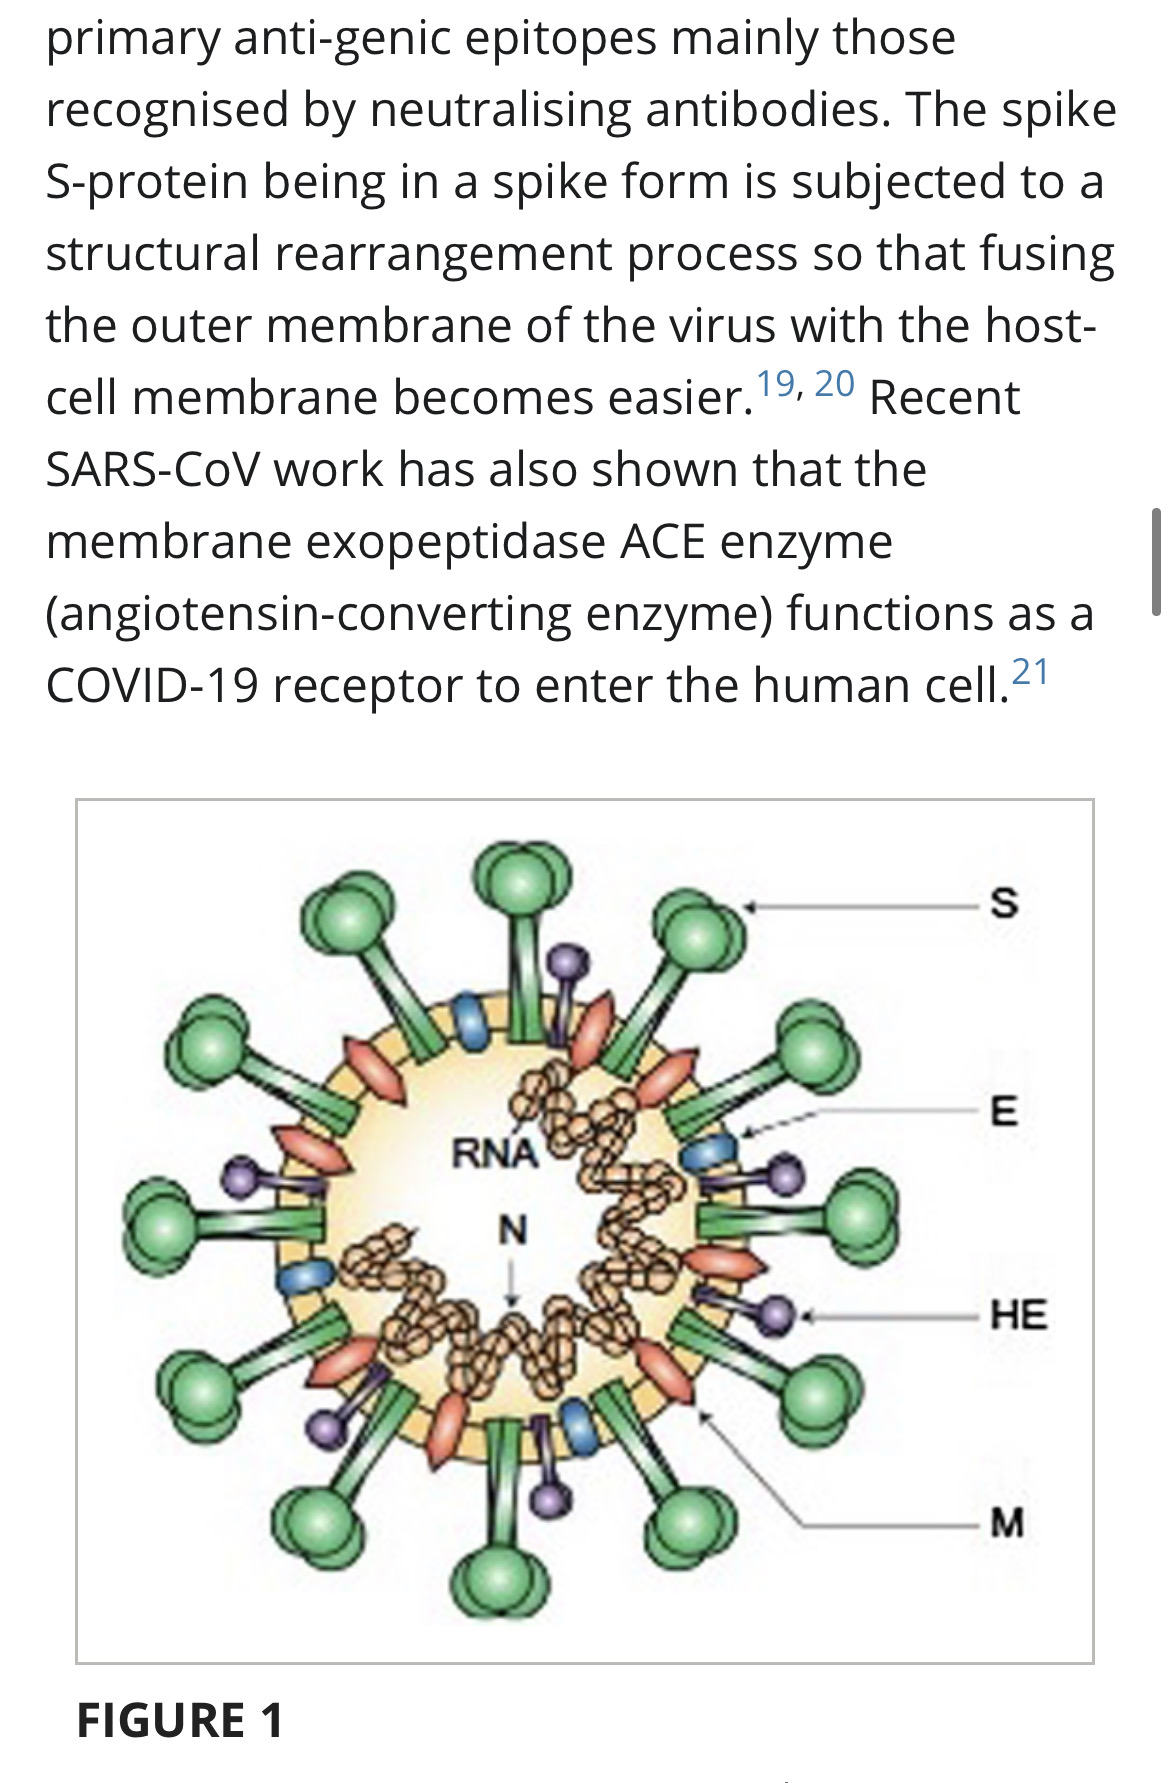 primary anti-genic epitopes mainly those
recognised by neutralising antibodies. The spike
S-protein being in a spike form is subjected to a
structural rearrangement process so that fusing
the outer membrane of the virus with the host-
cell membrane becomes easier.19, 20 Recent
SARS-CoV work has also shown that the
membrane exopeptidase ACE enzyme
(angiotensin-converting enzyme) functions as a
COVID-19 receptor to enter the human cell.21
S
E
RNA
N
HE
M
FIGURE 1